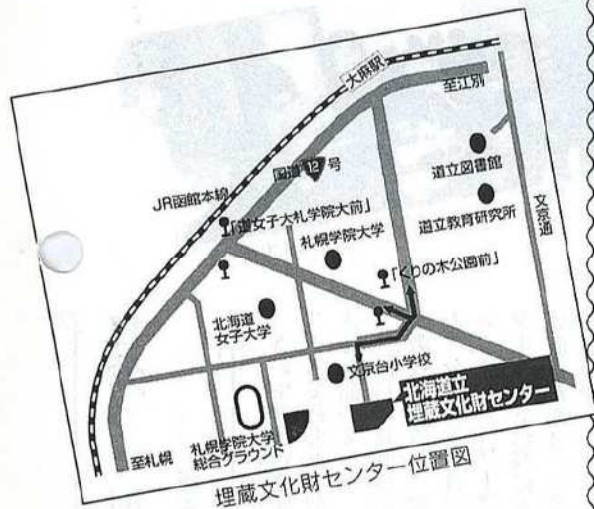 大麻駅
至江別
国道12号
道立図書館
JR函館本線
「道女子大札学院大前」
札幌学院大学
道立教育研究所
文京通
「くりの木公園前」
北海道
女子大学
文京台小学校
北海道立
埋蔵文化財センター
札幌学院大学
総合グラウンド
至札幌
埋蔵文化財センター位置図